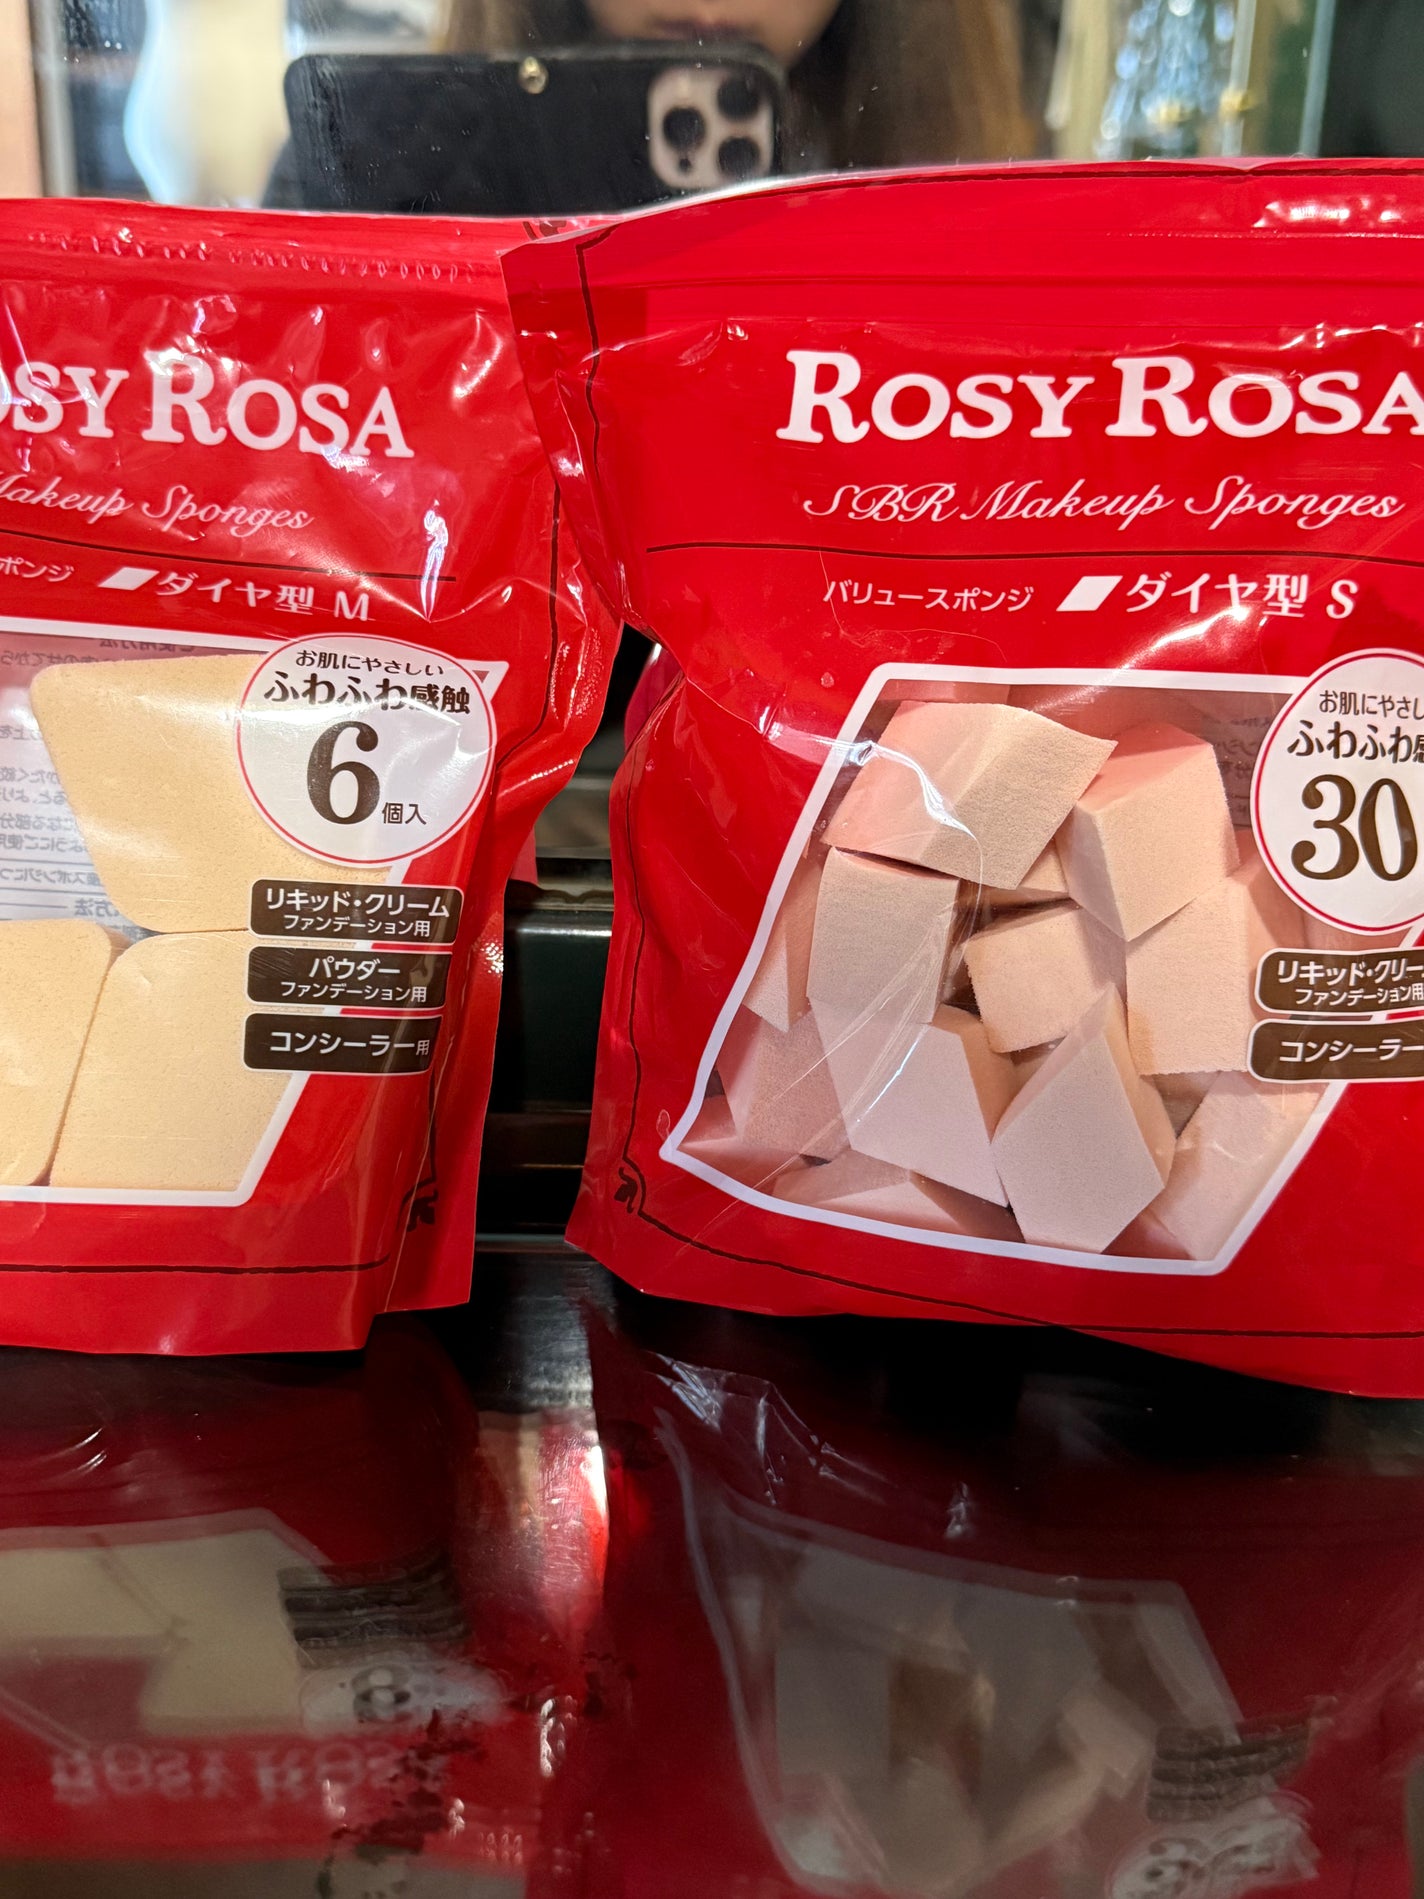 ROSY ROSA
Makeup Sponges
ポンジ ダイヤ型 M
お肌にやさしい
ふわふわ感触
6個入
リキッド・クリーム
ファンデーション用
パウダー
ファンデーション用
コンシーラー用
ROSY ROSA
SBR Makeup Sponges
バリュースポンジ ダイヤ型 S
お肌にやさし
ふわふわ感
30
リキッド・クリー
ファンデーション用
コンシーラー